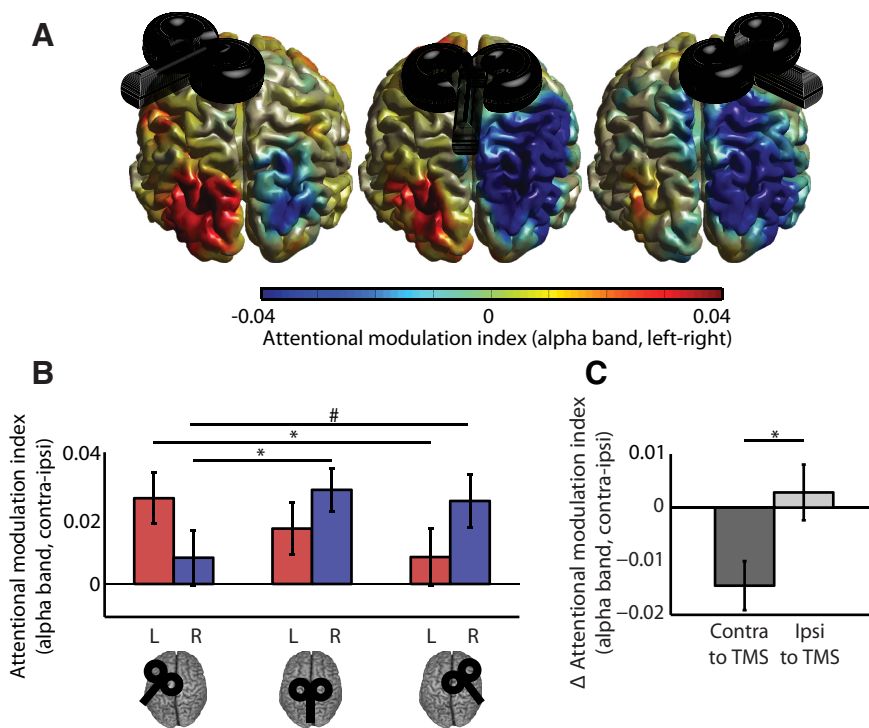 A
-0.04 0 0.04
Attentional modulation index (alpha band, left-right)
B
Attentional modulation index
(alpha band, contra-ipsi)
0.04
0.02
0
#
*
*
L R L R L R
C
Δ Attentional modulation index
(alpha band, contra-ipsi)
0.01
0
−0.01
−0.02
*
Contra Ipsi
to TMS to TMS